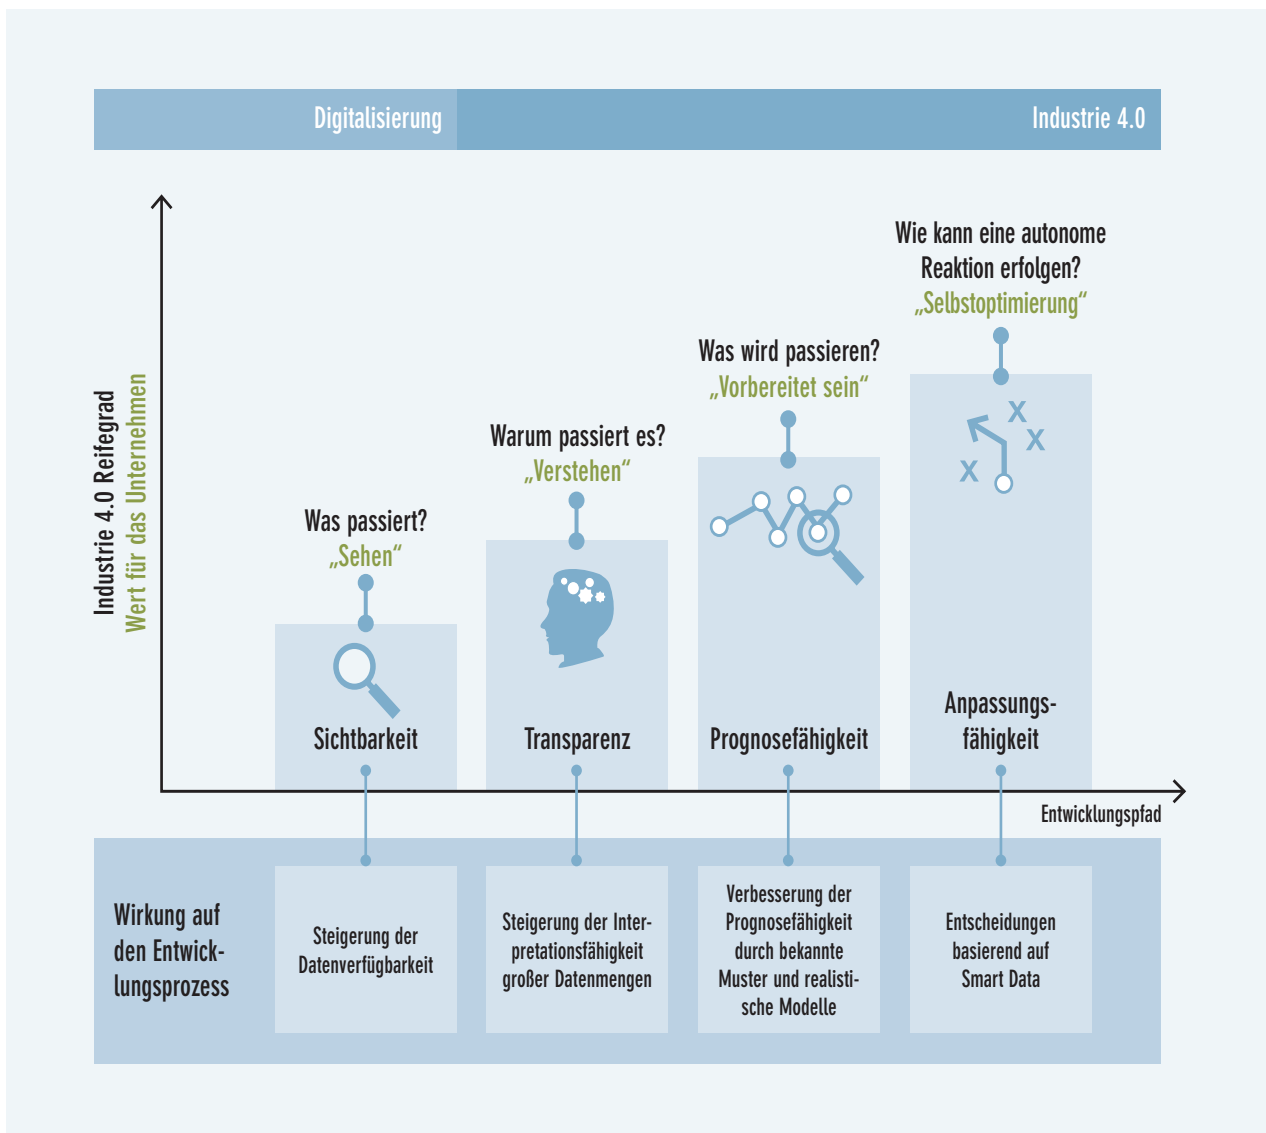 Digitalisierung
Industrie 4.0
Industrie 4.0 Reifegrad
Wert für das Unternehmen
Was passiert?
„Sehen“
Sichtbarkeit
Warum passiert es?
„Verstehen“
Transparenz
Was wird passieren?
„Vorbereitet sein“
Prognosefähigkeit
Wie kann eine autonome
Reaktion erfolgen?
„Selbstoptimierung“
X
X
X
Anpassungs-
fähigkeit
Entwicklungspfad
Wirkung auf
den Entwick-
lungsprozess
Steigerung der
Datenverfügbarkeit
Steigerung der Inter-
pretationsfähigkeit
großer Datenmengen
Verbesserung der
Prognosefähigkeit
durch bekannte
Muster und realisti-
sche Modelle
Entscheidungen
basierend auf
Smart Data